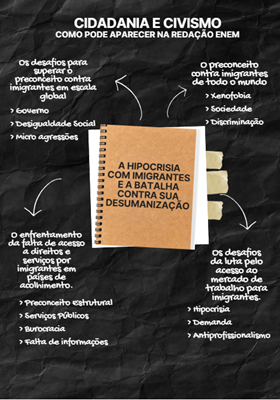 CIDADANIA E CIVISMO
COMO PODE APARECER NA REDAÇÃO ENEM
Os desafios para
superar o
preconceito contra
imigrantes em escala
global
> Governo
> Desigualdade Social
> Micro agressões
O preconceito
contra imigrantes
de todo o mundo
> Xenofobia
> Sociedade
> Discriminação
A HIPOCRISIA
COM IMIGRANTES
E A BATALHA
CONTRA SUA
DESUMANIZAÇÃO
O enfrentamento
da falta de acesso
a direitos e
serviços por
imigrantes em
países de
acolhimento.
> Preconceito Estrutural
> Serviços Públicos
> Burocracia
> Falta de informações
Os desafios
da luta pelo
acesso ao
mercado de
trabalho para
imigrantes.
> Hipocrisia
> Demanda
> Antiprofissionalismo